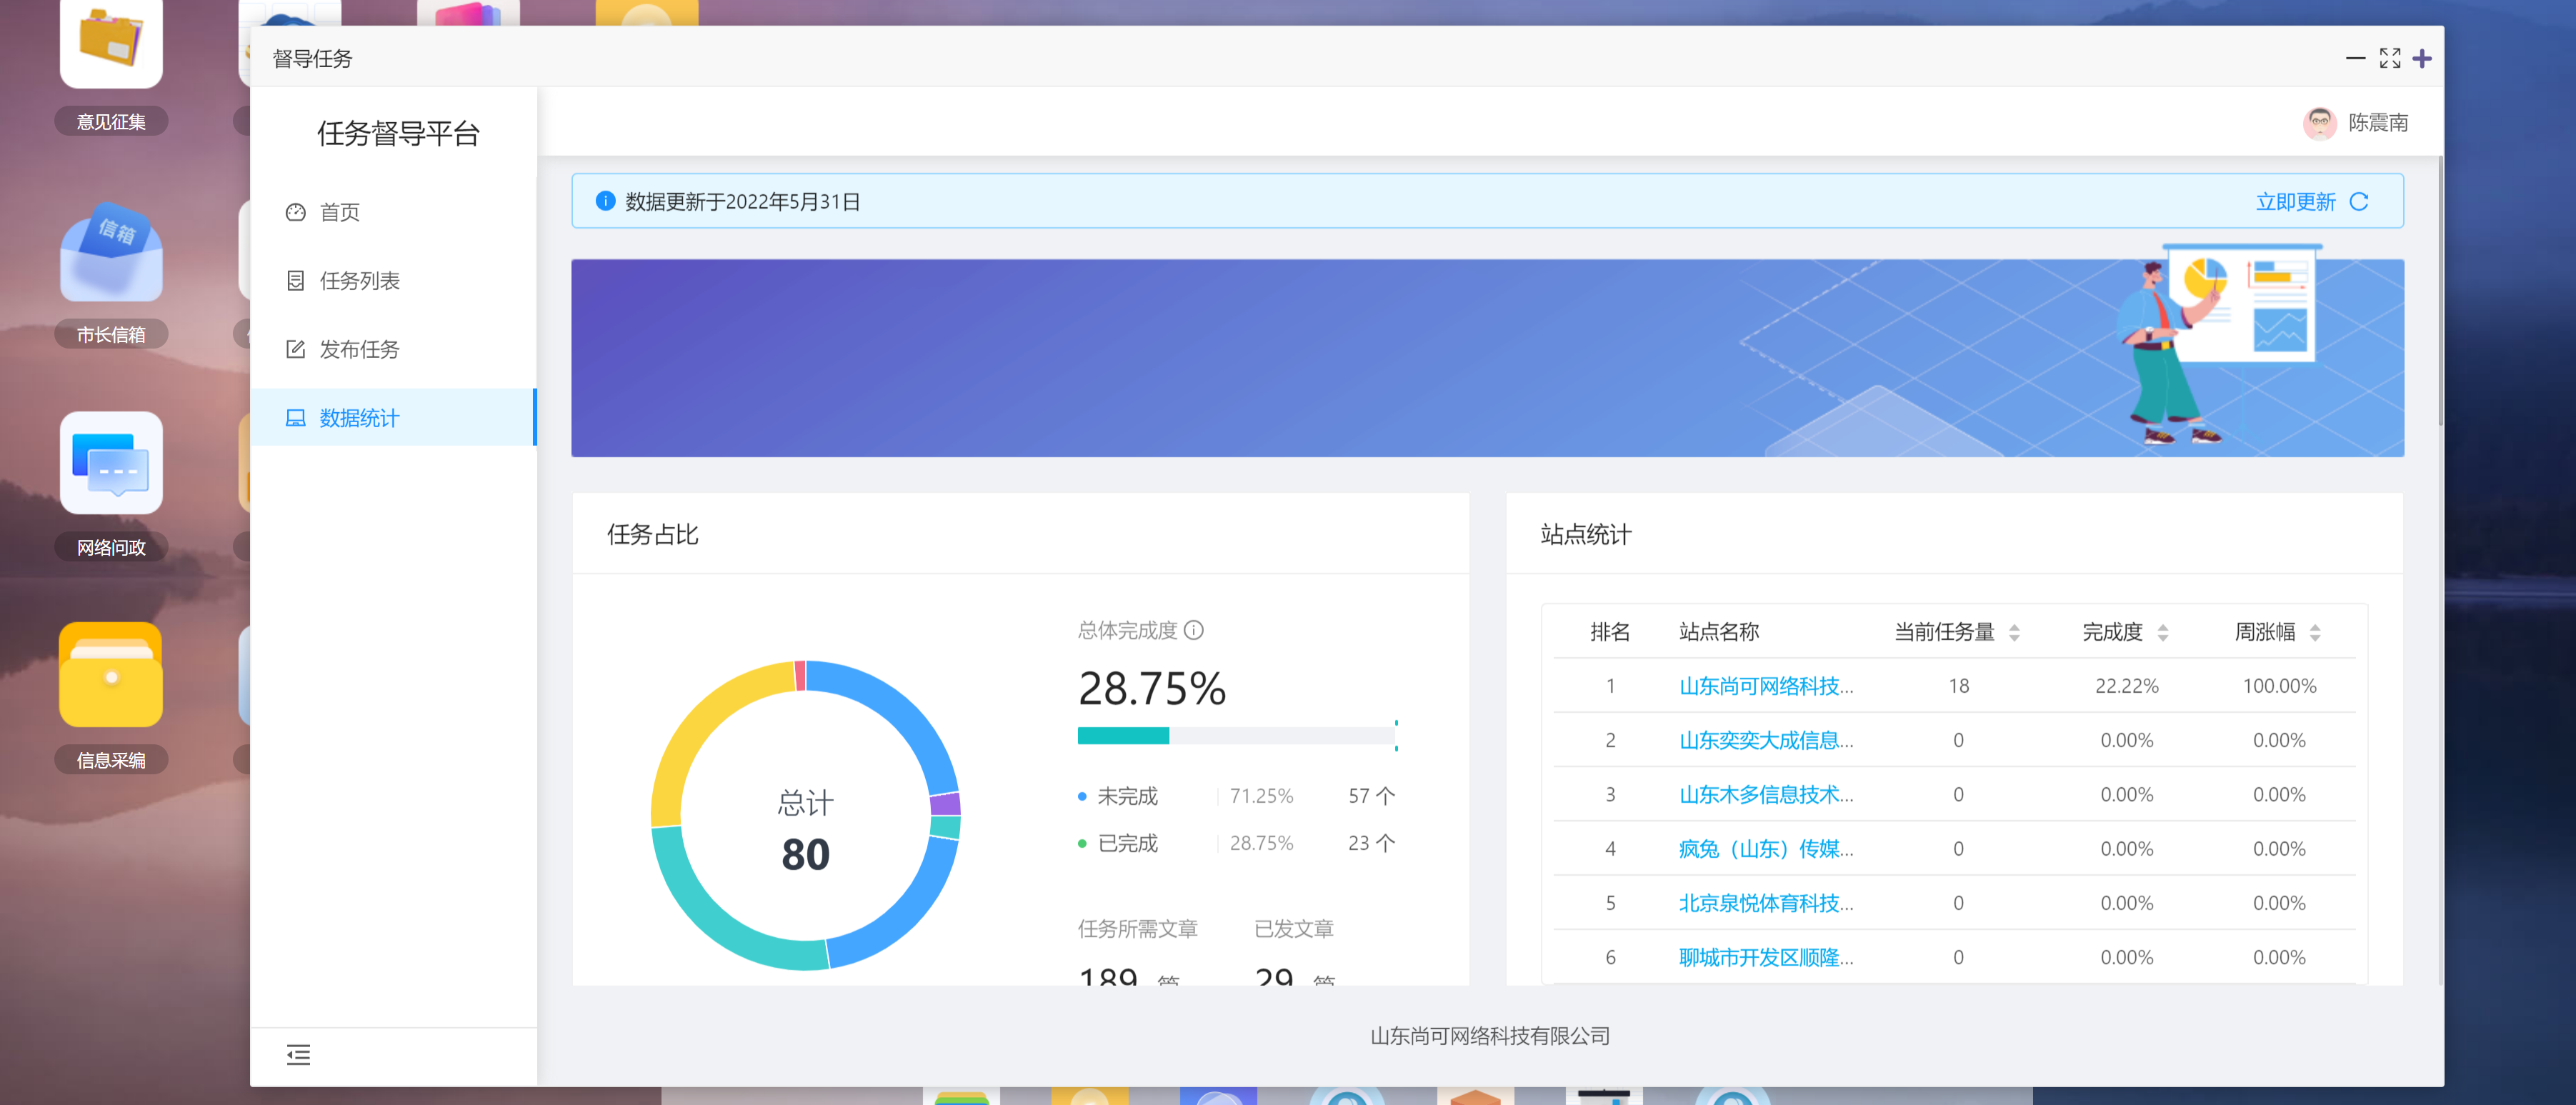 督导任务
意见征集
信箱
市长信箱
网络问政
信息采编
任务督导平台
首页
任务列表
发布任务
数据统计
陈震南
数据更新于2022年5月31日
立即更新
任务占比
总计
80
总体完成度
28.75%
未完成 71.25% 57 个
已完成 28.75% 23 个
任务所需文章 已发文章
189 篇 29 篇
站点统计
排名 站点名称 当前任务量 完成度 周涨幅
1 山东尚可网络科技... 18 22.22% 100.00%
2 山东奕奕大成信息... 0 0.00% 0.00%
3 山东木多信息技术... 0 0.00% 0.00%
4 疯兔（山东）传媒... 0 0.00% 0.00%
5 北京泉悦体育科技... 0 0.00% 0.00%
6 聊城市开发区顺隆... 0 0.00% 0.00%
山东尚可网络科技有限公司